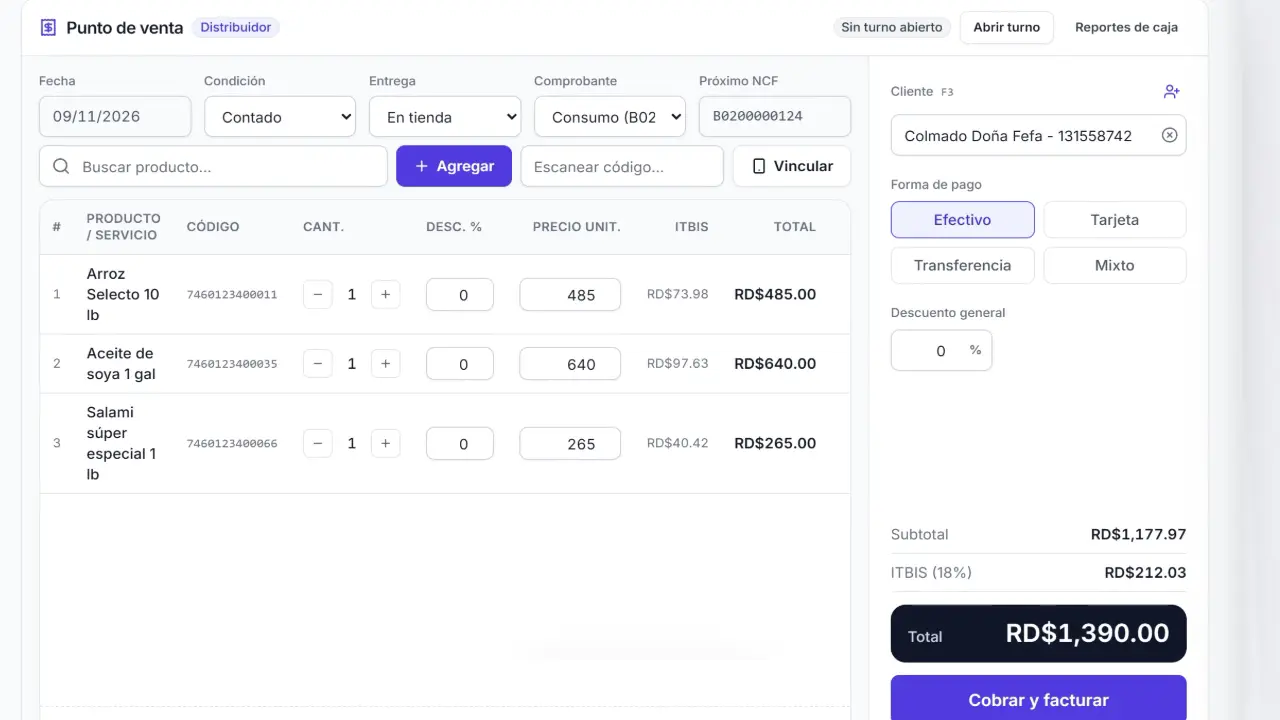 Punto de venta Distribuidor Sin turno abierto Abrir turno Reportes de caja
Fecha Condición Entrega Comprobante Próximo NCF
09/11/2026 Contado En tienda Consumo (B02 B0200000124
Buscar producto... + Agregar Escanear código... Vincular
# PRODUCTO / SERVICIO CÓDIGO CANT. DESC. % PRECIO UNIT. ITBIS TOTAL
1 Arroz Selecto 10 lb 7460123400011 − 1 + 0 485 RD$73.98 RD$485.00
2 Aceite de soya 1 gal 7460123400035 − 1 + 0 640 RD$97.63 RD$640.00
3 Salami súper especial 1 lb 7460123400066 − 1 + 0 265 RD$40.42 RD$265.00
Cliente F3
Colmado Doña Fefa - 131558742
Forma de pago
Efectivo Tarjeta
Transferencia Mixto
Descuento general
0 %
Subtotal RD$1,177.97
ITBIS (18%) RD$212.03
Total RD$1,390.00
Cobrar y facturar